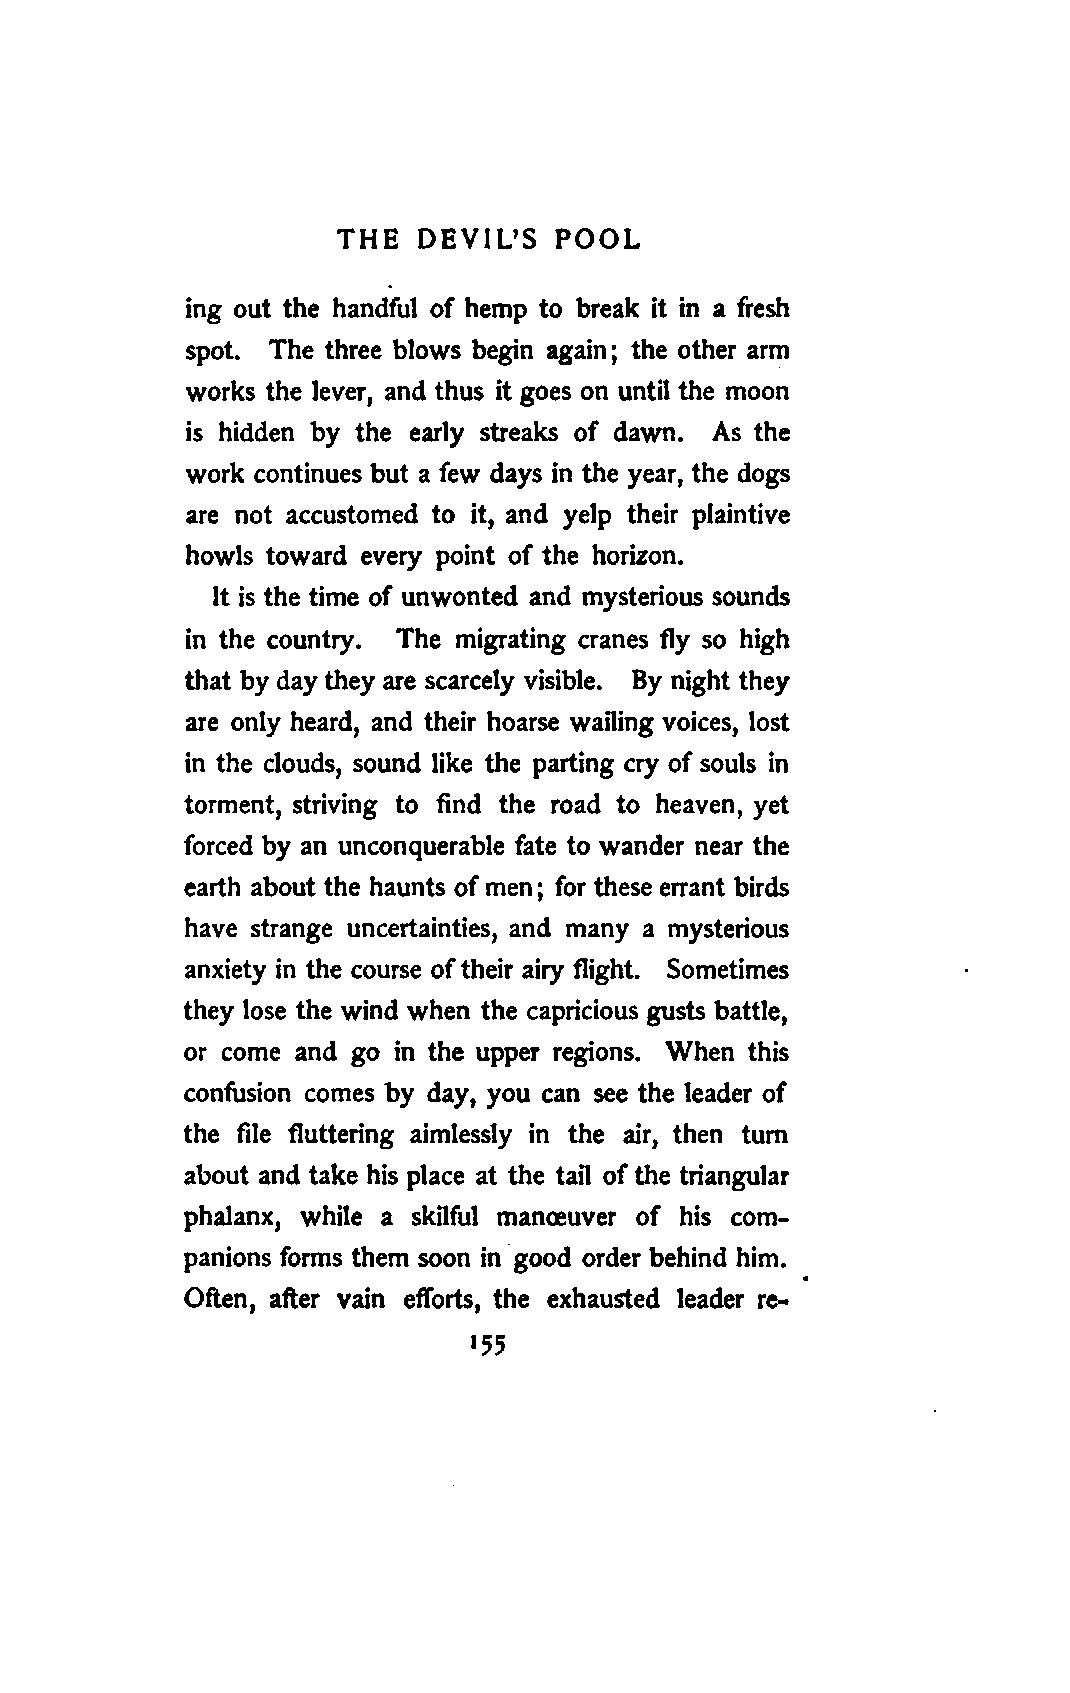 THE DEVIL'S POOL
ing out the handful of hemp to break it in a fresh
spot. The three blows begin again; the other arm
works the lever, and thus it goes on until the moon
is hidden by the early streaks of dawn. As the
work continues but a few days in the year, the dogs
are not accustomed to it, and yelp their plaintive
howls toward every point of the horizon.
It is the time of unwonted and mysterious sounds
in the country. The migrating cranes fly so high
that by day they are scarcely visible. By night they
are only heard, and their hoarse wailing voices, lost
in the clouds, sound like the parting cry of souls in
torment, striving to find the road to heaven, yet
forced by an unconquerable fate to wander near the
earth about the haunts of men; for these errant birds
have strange uncertainties, and many a mysterious
anxiety in the course of their airy flight. Sometimes
they lose the wind when the capricious gusts battle,
or come and go in the upper regions. When this
confusion comes by day, you can see the leader of
the file fluttering aimlessly in the air, then turn
about and take his place at the tail of the triangular
phalanx, while a skilful manœuver of his com-
panions forms them soon in good order behind him.
Often, after vain efforts, the exhausted leader re-
155